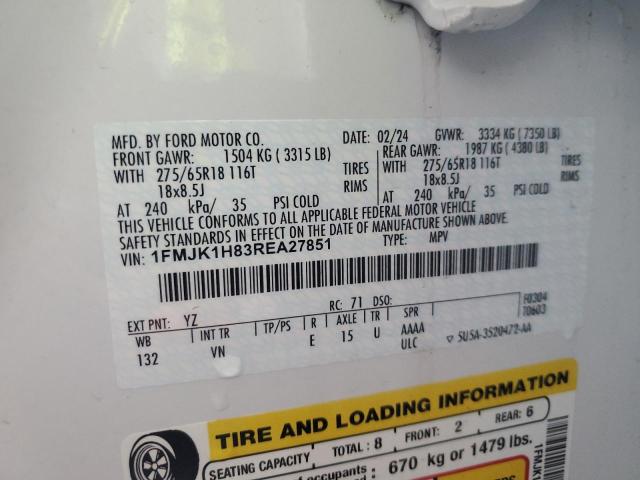 MFD. BY FORD MOTOR CO. DATE: 02/24 GVWR: 3334 KG ( 7350 LB)
FRONT GAWR: 1504 KG ( 3315 LB) REAR GAWR: 1987 KG ( 4380 LB)
WITH 275/65R18 116T TIRES 275/65R18 116T TIRES
18x8.5J RIMS 18x8.5J RIMS
AT 240 kPa/ 35 PSI COLD AT 240 kPa/ 35 PSI COLD
THIS VEHICLE CONFORMS TO ALL APPLICABLE FEDERAL MOTOR VEHICLE
SAFETY STANDARDS IN EFFECT ON THE DATE OF MANUFACTURE SHOWN ABOVE.
VIN: 1FMJK1H83REA27851 TYPE: MPV
EXT PNT: YZ RC: 71 DSO: F0304
T0603
WB INT TR TP/PS R AXLE TR SPR
132 VN E 15 U AAAA
ULC ▽ 5U5A-3520472-AA
TIRE AND LOADING INFORMATION
SEATING CAPACITY TOTAL: 8 FRONT: 2 REAR: 6
occupants 670 kg or 1479 lbs.
1FMJK